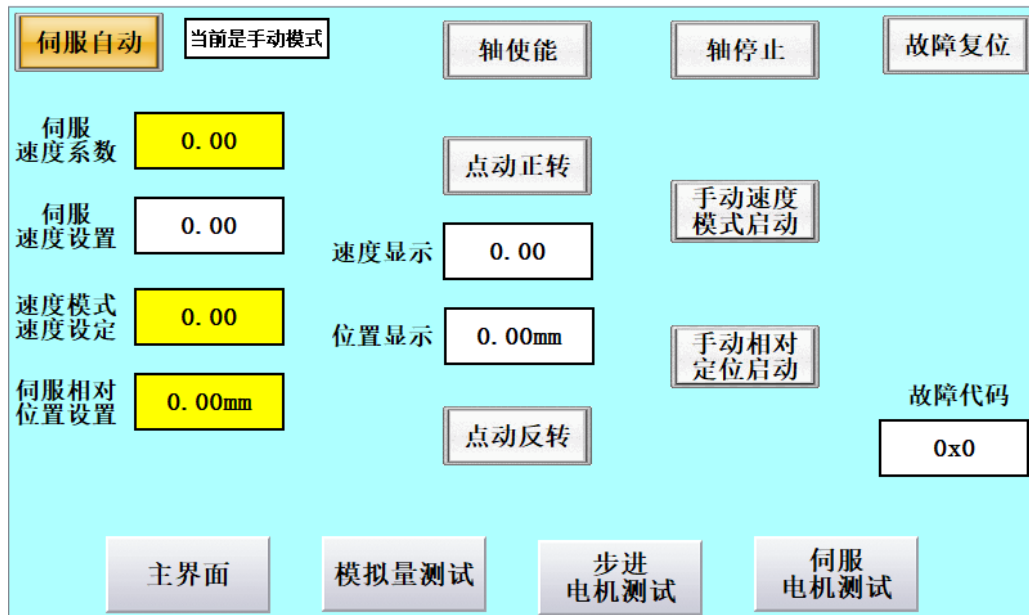 伺服自动
当前是手动模式
轴使能
轴停止
故障复位
伺服
速度系数
0.00
点动正转
伺服
速度设置
0.00
手动速度
模式启动
速度显示
0.00
速度模式
速度设定
0.00
位置显示
0.00mm
手动相对
定位启动
伺服相对
位置设置
0.00mm
点动反转
故障代码
0x0
主界面
模拟量测试
步进
电机测试
伺服
电机测试